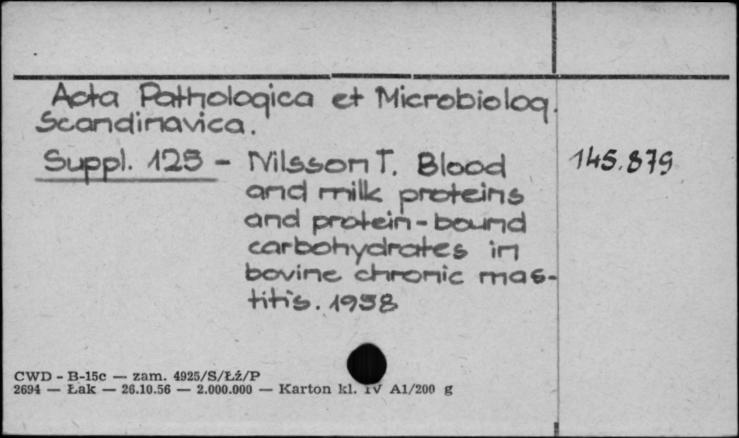 Acta Pathologica et Microbiolog.
Scandinavica.
Suppl. 125 - Nilsson T. Blood 145.879
and milk proteins
and protein-bound
carbohydrates in
bovine chronic mas-
titis. 1958
CWD - B-15c — zam. 4925/S/Łź/P
2694 — Łak — 26.10.56 — 2.000.000 — Karton kl. IV A1/200 g